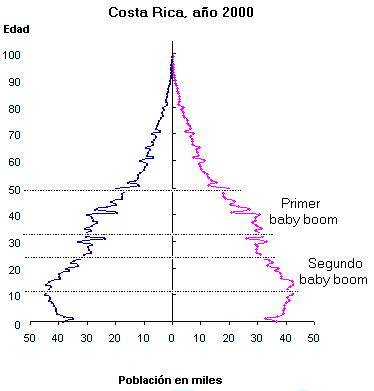 Costa Rica, año 2000
Edad
100
90
80
70
60
50
40
30
20
10
0
Primer
baby boom
Segundo
baby boom
50 40 30 20 10 0 10 20 30 40 50
Población en miles